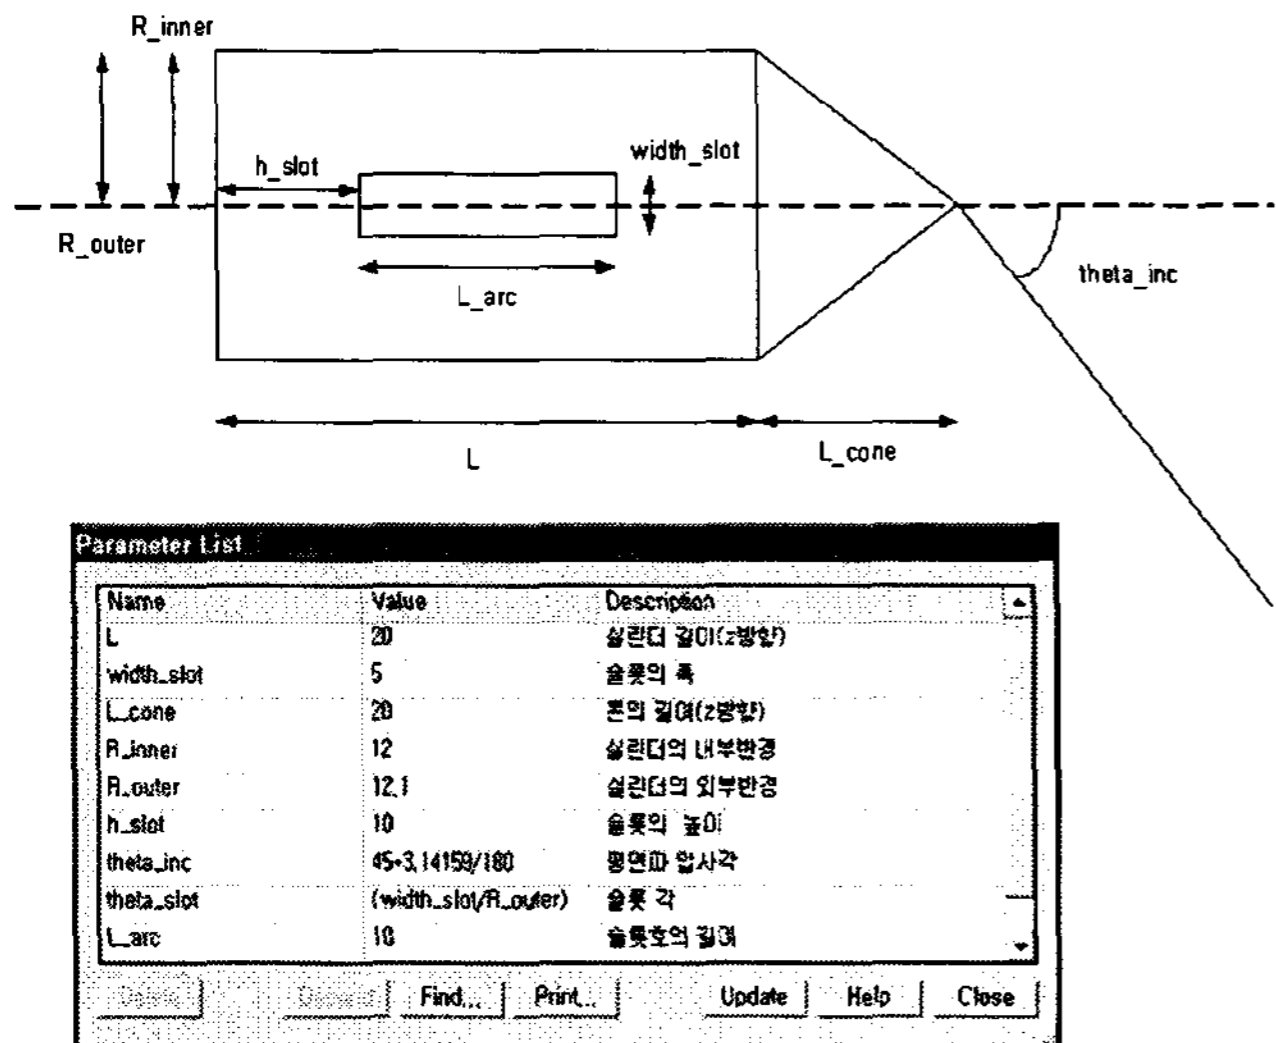 R_inner
h_slot
width_slot
R_outer
L_arc
theta_inc
L
L_cone
Parameter List
Name Value Description
L 20 실린더 길이(z방향)
width_slot 5 슬롯의 폭
L_cone 20 콘의 길이(z방향)
R_inner 12 실린더의 내부반경
R_outer 12.1 실린더의 외부반경
h_slot 10 슬롯의 높이
theta_inc 45*3.14159/180 평면파 입사각
theta_slot (width_slot/R_outer) 슬롯 각
L_arc 10 슬롯호의 길이
Delete Discard Find... Print... Update Help Close